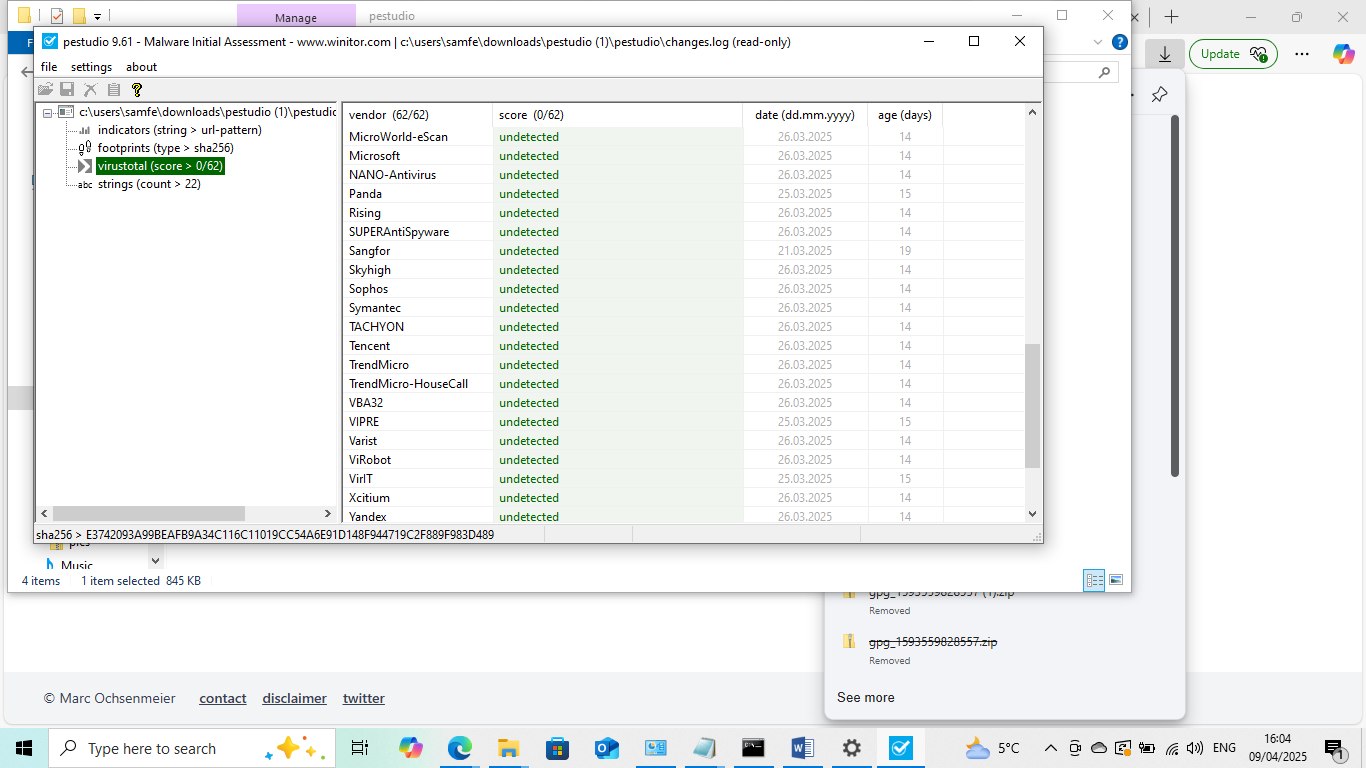 Manage
pestudio
F
pestudio 9.61 - Malware Initial Assessment - www.winitor.com | c:\users\samfe\downloads\pestudio (1)\pestudio\changes.log (read-only)
Update
file settings about
c:\users\samfe\downloads\pestudio (1)\pestudic
indicators (string > url-pattern)
footprints (type > sha256)
virustotal (score > 0/62)
abc strings (count > 22)
vendor (62/62) score (0/62) date (dd.mm.yyyy) age (days)
MicroWorld-eScan undetected 26.03.2025 14
Microsoft undetected 26.03.2025 14
NANO-Antivirus undetected 26.03.2025 14
Panda undetected 25.03.2025 15
Rising undetected 26.03.2025 14
SUPERAntiSpyware undetected 26.03.2025 14
Sangfor undetected 21.03.2025 19
Skyhigh undetected 26.03.2025 14
Sophos undetected 26.03.2025 14
Symantec undetected 26.03.2025 14
TACHYON undetected 26.03.2025 14
Tencent undetected 26.03.2025 14
TrendMicro undetected 26.03.2025 14
TrendMicro-HouseCall undetected 26.03.2025 14
VBA32 undetected 26.03.2025 14
VIPRE undetected 25.03.2025 15
Varist undetected 26.03.2025 14
ViRobot undetected 26.03.2025 14
VirIT undetected 25.03.2025 15
Xcitium undetected 26.03.2025 14
Yandex undetected 26.03.2025 14
sha256 > E3742093A99BEAFB9A34C116C11019CC54A6E91D148F944719C2F889F983D489
pics
Music
4 items 1 item selected 845 KB
gpg_1593559828557 (1).zip
Removed
gpg_1593559828557.zip
Removed
See more
© Marc Ochsenmeier contact disclaimer twitter
Type here to search
5°C
ENG
16:04
09/04/2025
1